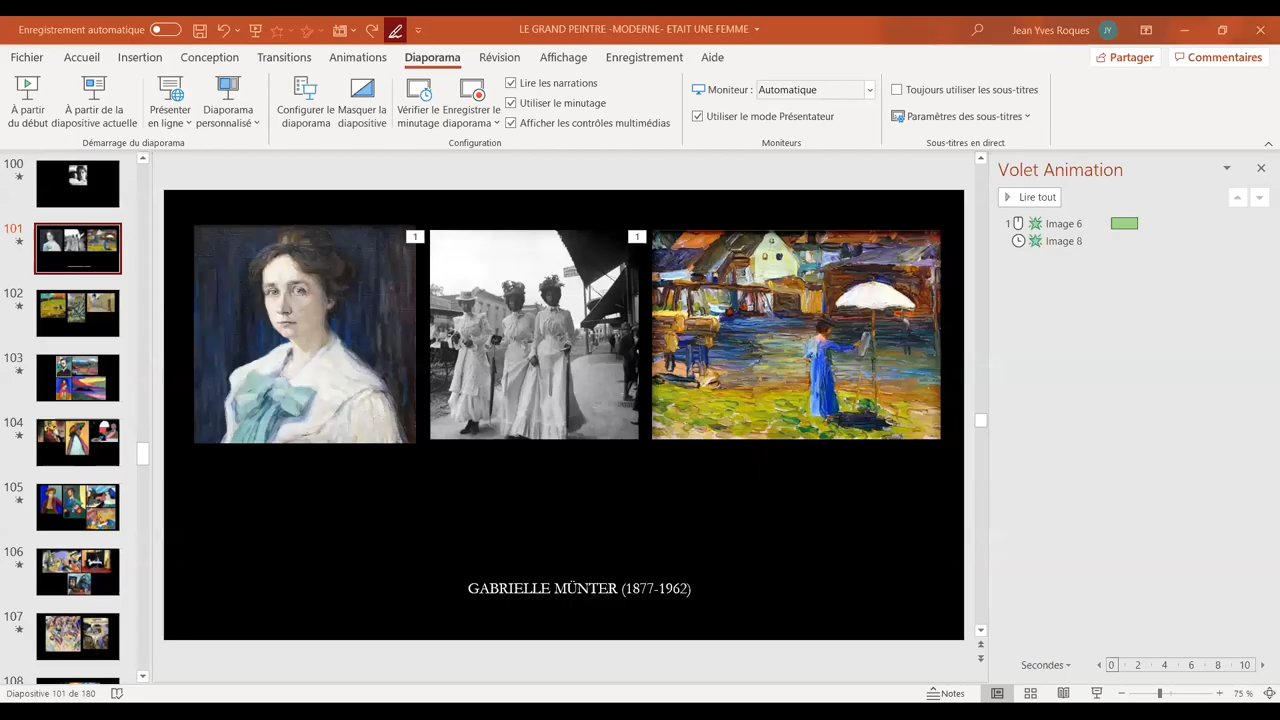 Enregistrement automatique
LE GRAND PEINTRE -MODERNE- ETAIT UNE FEMME
Jean Yves Roques
JY
Fichier
Accueil
Insertion
Conception
Transitions
Animations
Diaporama
Révision
Affichage
Enregistrement
Aide
Partager
Commentaires
À partir
du début
À partir de la
diapositive actuelle
Présenter
en ligne
Diaporama
personnalisé
Démarrage du diaporama
Configurer le
diaporama
Masquer la
diapositive
Vérifier le
minutage
Enregistrer le
diaporama
Lire les narrations
Utiliser le minutage
Afficher les contrôles multimédias
Configuration
Moniteur :
Automatique
Utiliser le mode Présentateur
Moniteurs
Toujours utiliser les sous-titres
Paramètres des sous-titres
Sous-titres en direct
100
101
102
103
104
105
106
107
108
1
1
GABRIELLE MÜNTER (1877-1962)
Volet Animation
Lire tout
1 Image 6
Image 8
Secondes
0 2 4 6 8 10
Diapositive 101 de 180
Notes
75 %